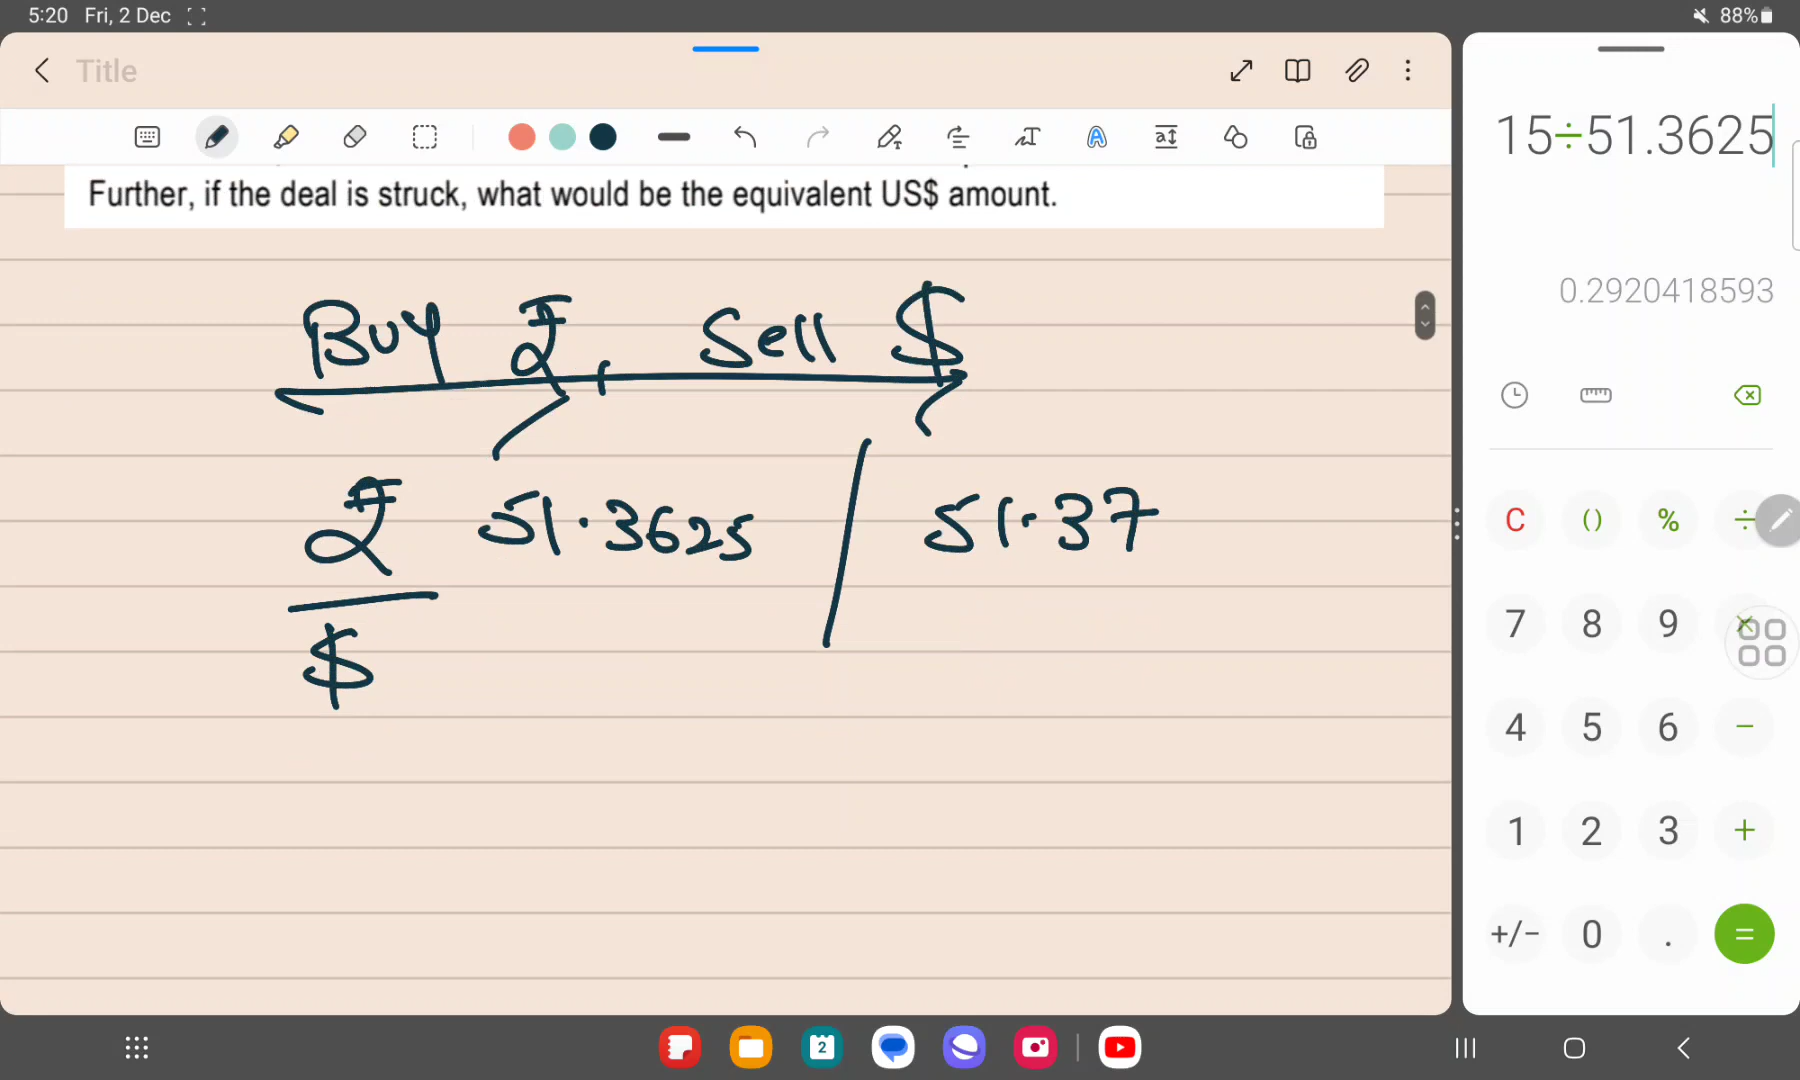 5:20 Fri, 2 Dec 88%
Title
Further, if the deal is struck, what would be the equivalent US$ amount.
Buy ₹, Sell $
₹ 51.3625 / 51.37
$
15÷51.3625
0.2920418593
C () % ÷
7 8 9 ×
4 5 6 −
1 2 3 +
+/− 0 . =
2